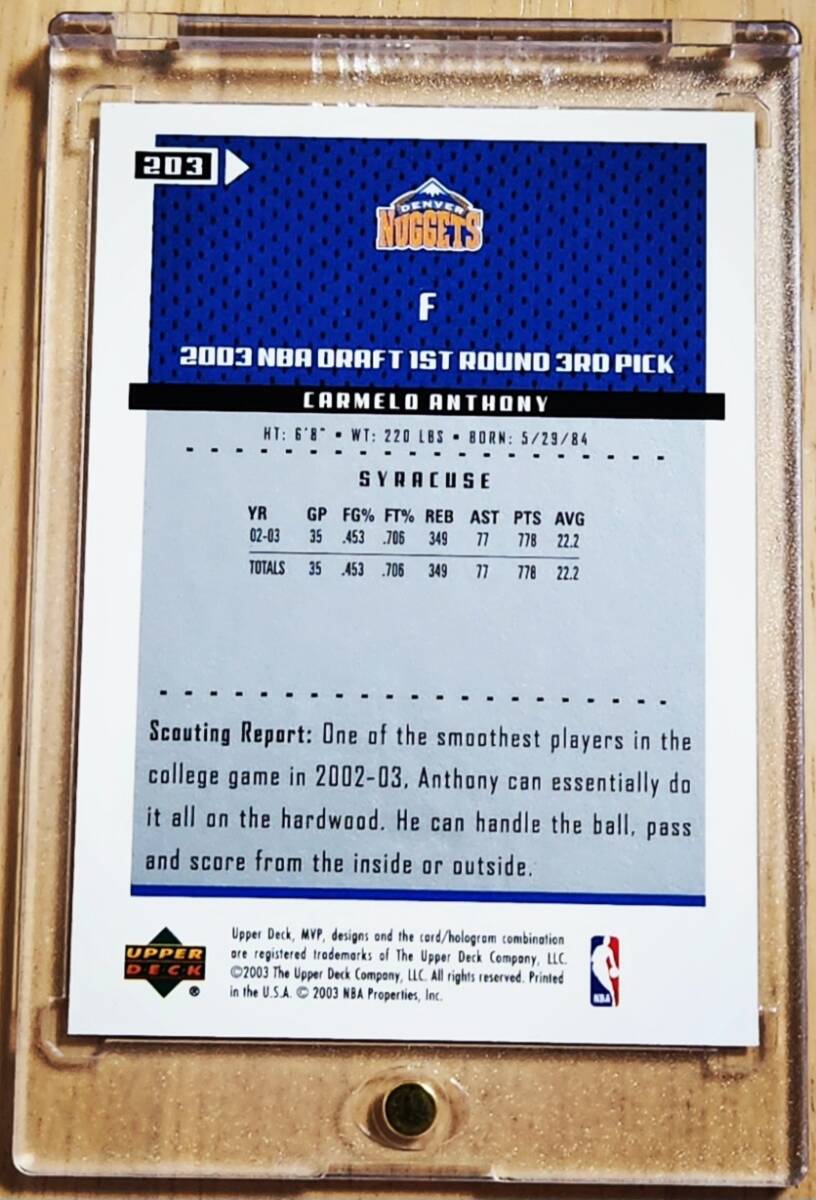 203
DENVER
NUGGETS
F
2003 NBA DRAFT 1ST ROUND 3RD PICK
CARMELO ANTHONY
HT: 6'8" • WT: 220 LBS • BORN: 5/29/84
SYRACUSE
YR GP FG% FT% REB AST PTS AVG
02-03 35 .453 .706 349 77 778 22.2
TOTALS 35 .453 .706 349 77 778 22.2
Scouting Report: One of the smoothest players in the
college game in 2002-03, Anthony can essentially do
it all on the hardwood. He can handle the ball, pass
and score from the inside or outside.
UPPER
DECK
®
Upper Deck, MVP, designs and the card/hologram combination
are registered trademarks of The Upper Deck Company, LLC.
©2003 The Upper Deck Company, LLC. All rights reserved. Printed
in the U.S.A. © 2003 NBA Properties, Inc.
NBA